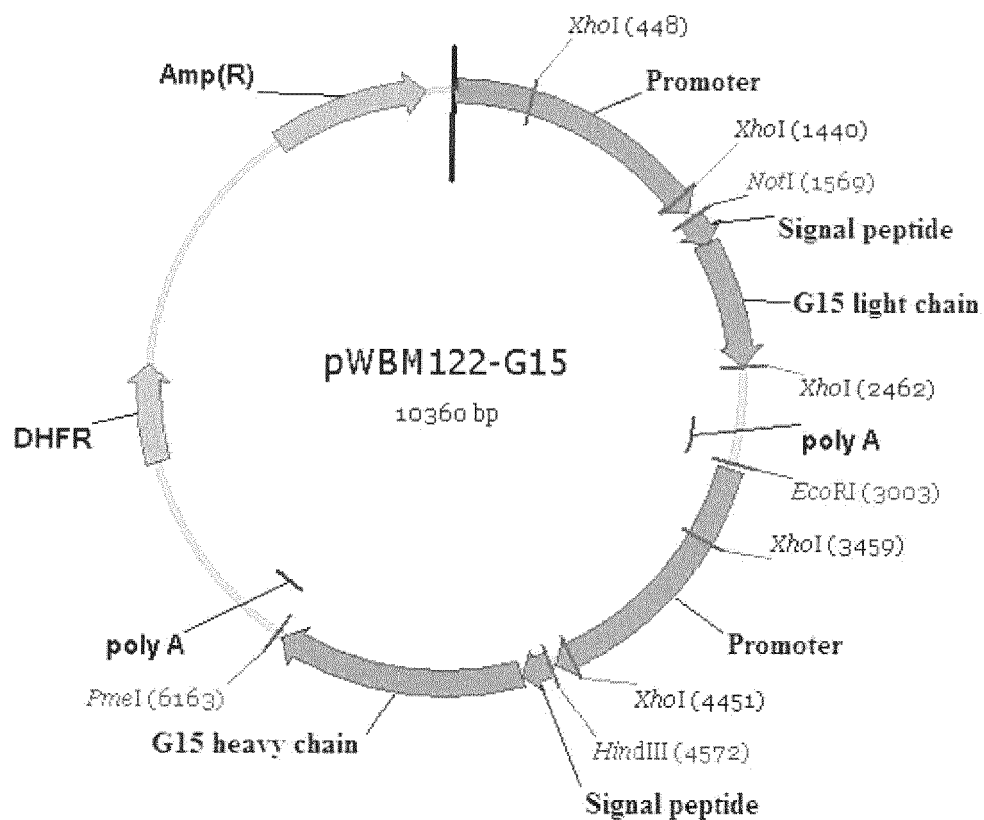 XhoI (448)
Amp(R)
Promoter
XhoI (1440)
NotI (1569)
Signal peptide
G15 light chain
pWBM122-G15
10360 bp
XhoI (2462)
DHFR
poly A
EcoRI (3003)
XhoI (3459)
poly A
Promoter
PmeI (6163)
XhoI (4451)
G15 heavy chain
HindIII (4572)
Signal peptide